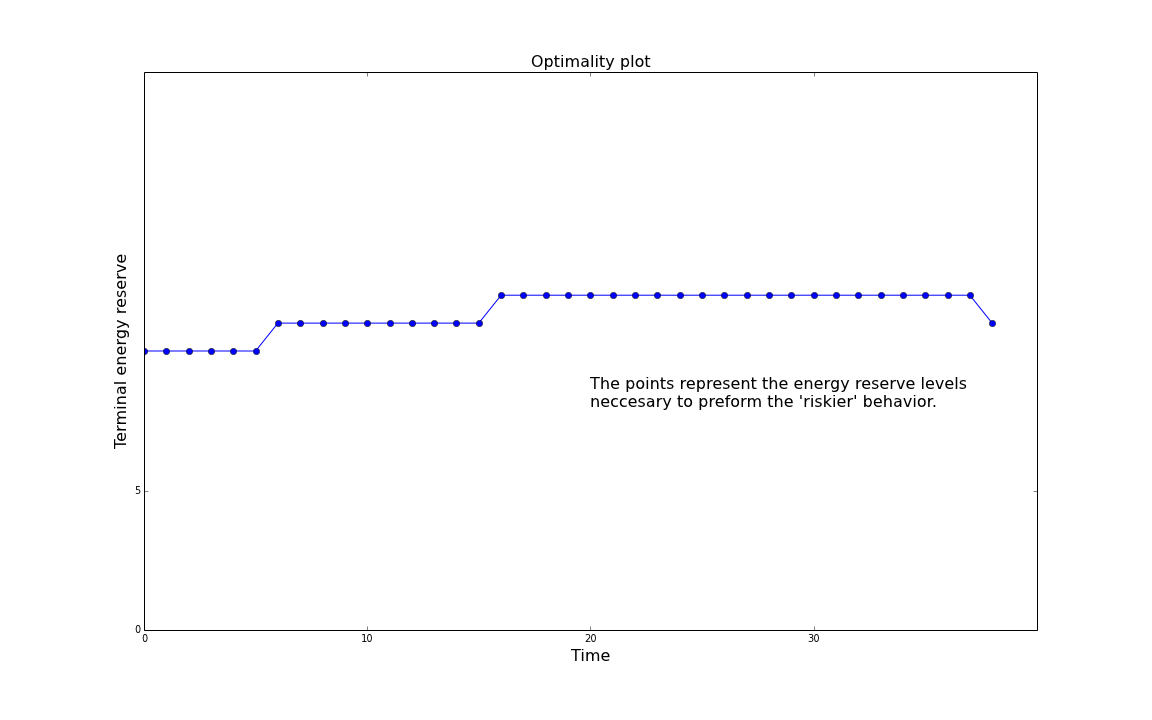 Optimality plot
Terminal energy reserve
The points represent the energy reserve levels
neccesary to preform the 'riskier' behavior.
5
0
0 10 20 30
Time